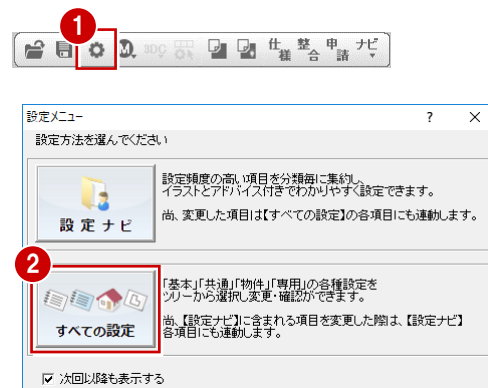 1
3DC
仕様 整合 申請 ナビ
設定メニュー ? ×
設定方法を選んでください
設定頻度の高い項目を分類毎に集約し、
イラストとアドバイス付きでわかりやすく設定できます。
尚、変更した項目は【すべての設定】の各項目にも連動します。
設定ナビ
2
「基本」「共通」「物件」「専用」の各種設定を
ツリーから選択し変更・確認ができます。
尚、【設定ナビ】に含まれる項目を変更した際は、【設定ナビ】
各項目にも連動します。
すべての設定
次回以降も表示する